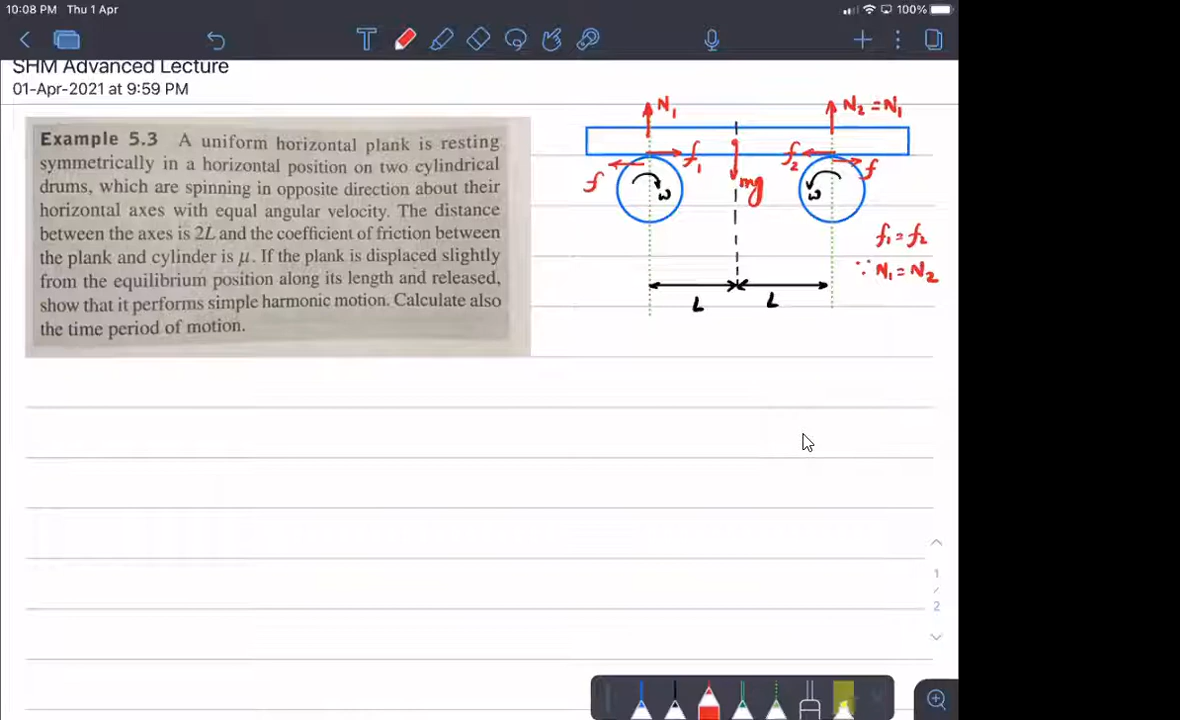 10:08 PM Thu 1 Apr
100%
SHM Advanced Lecture
01-Apr-2021 at 9:59 PM
Example 5.3 A uniform horizontal plank is resting
symmetrically in a horizontal position on two cylindrical
drums, which are spinning in opposite direction about their
horizontal axes with equal angular velocity. The distance
between the axes is 2L and the coefficient of friction between
the plank and cylinder is μ. If the plank is displaced slightly
from the equilibrium position along its length and released,
show that it performs simple harmonic motion. Calculate also
the time period of motion.
N₁
N₂ = N₁
f
f₁
f₂
f
ω
mg
ω
f₁ = f₂
∵ N₁ = N₂
L
L
1
/
2